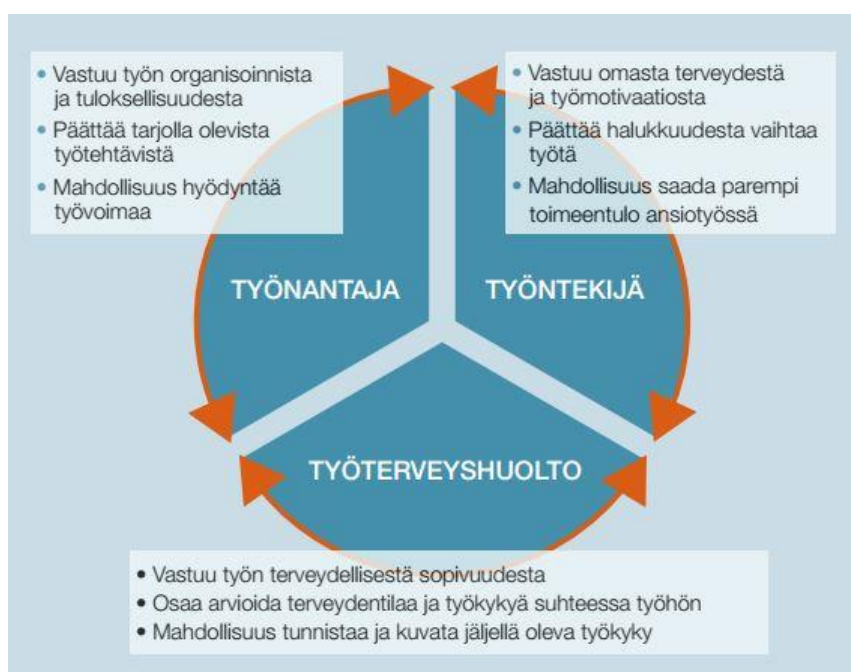 • Vastuu työn organisoinnista
ja tuloksellisuudesta
• Päättää tarjolla olevista
työtehtävistä
• Mahdollisuus hyödyntää
työvoimaa
• Vastuu omasta terveydestä
ja työmotivaatiosta
• Päättää halukkuudesta vaihtaa
työtä
• Mahdollisuus saada parempi
toimeentulo ansiotyössä
TYÖNANTAJA
TYÖNTEKIJÄ
TYÖTERVEYSHUOLTO
• Vastuu työn terveydellisestä sopivuudesta
• Osaa arvioida terveydentilaa ja työkykyä suhteessa työhön
• Mahdollisuus tunnistaa ja kuvata jäljellä oleva työkyky